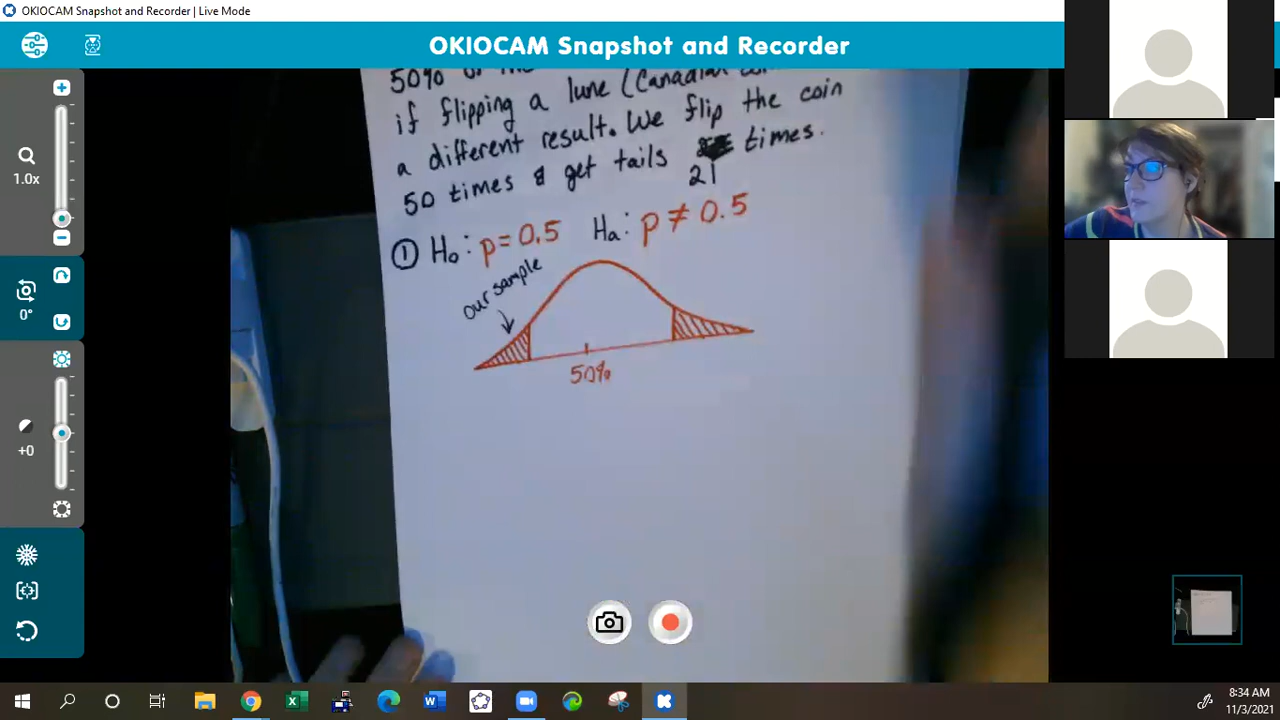 OKIOCAM Snapshot and Recorder | Live Mode
OKIOCAM Snapshot and Recorder
1.0x
0°
+0
50%
if flipping a lune (Canadian
a different result. We flip the coin
50 times & get tails times.
21
① H₀: p = 0.5 Ha: p ≠ 0.5
our sample
50%
8:34 AM
11/3/2021